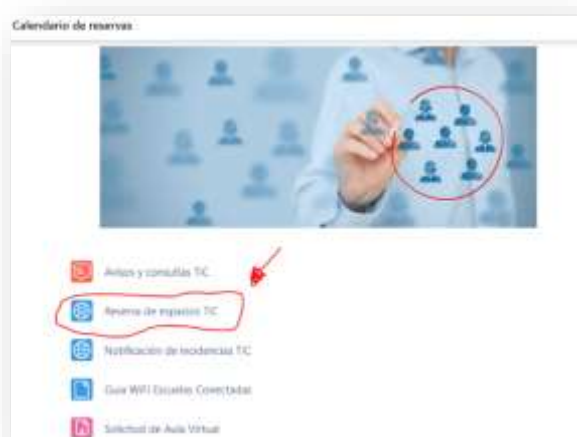 Calendario de reservas
Avisos y consultas TIC
Reserva de espacios TIC
Notificación de incidencias TIC
Guía WIFI Escuelas Conectadas
Solicitud de Aula Virtual